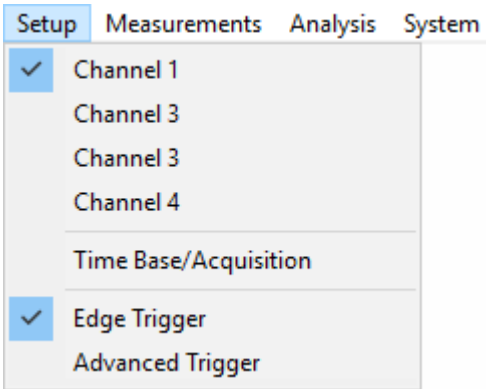 Setup Measurements Analysis System
Channel 1
Channel 3
Channel 3
Channel 4
Time Base/Acquisition
Edge Trigger
Advanced Trigger